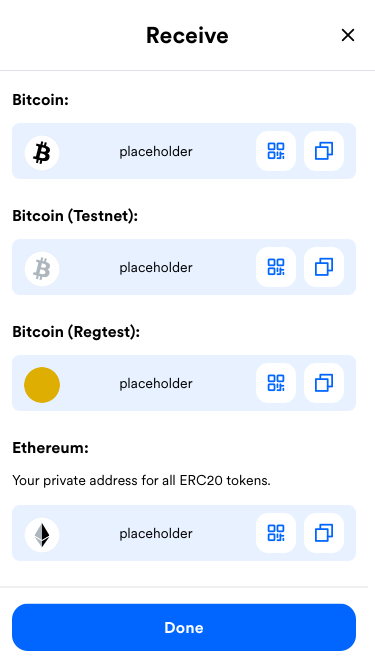 Receive
Bitcoin:
placeholder
Bitcoin (Testnet):
placeholder
Bitcoin (Regtest):
placeholder
Ethereum:
Your private address for all ERC20 tokens.
placeholder
Done